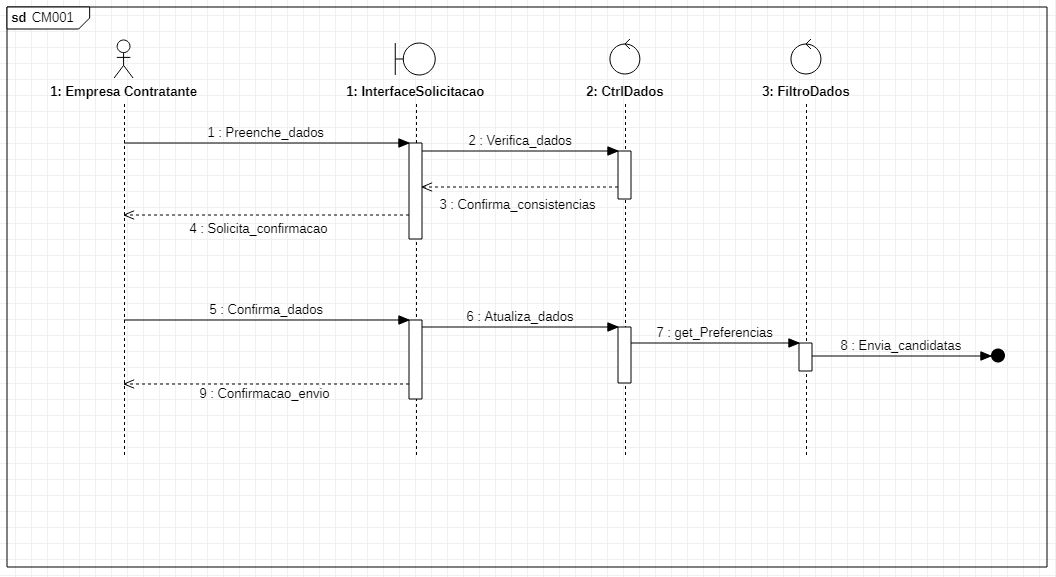 sd CM001
1: Empresa Contratante
1: InterfaceSolicitacao
2: CtrlDados
3: FiltroDados
1 : Preenche_dados
2 : Verifica_dados
3 : Confirma_consistencias
4 : Solicita_confirmacao
5 : Confirma_dados
6 : Atualiza_dados
7 : get_Preferencias
8 : Envia_candidatas
9 : Confirmacao_envio